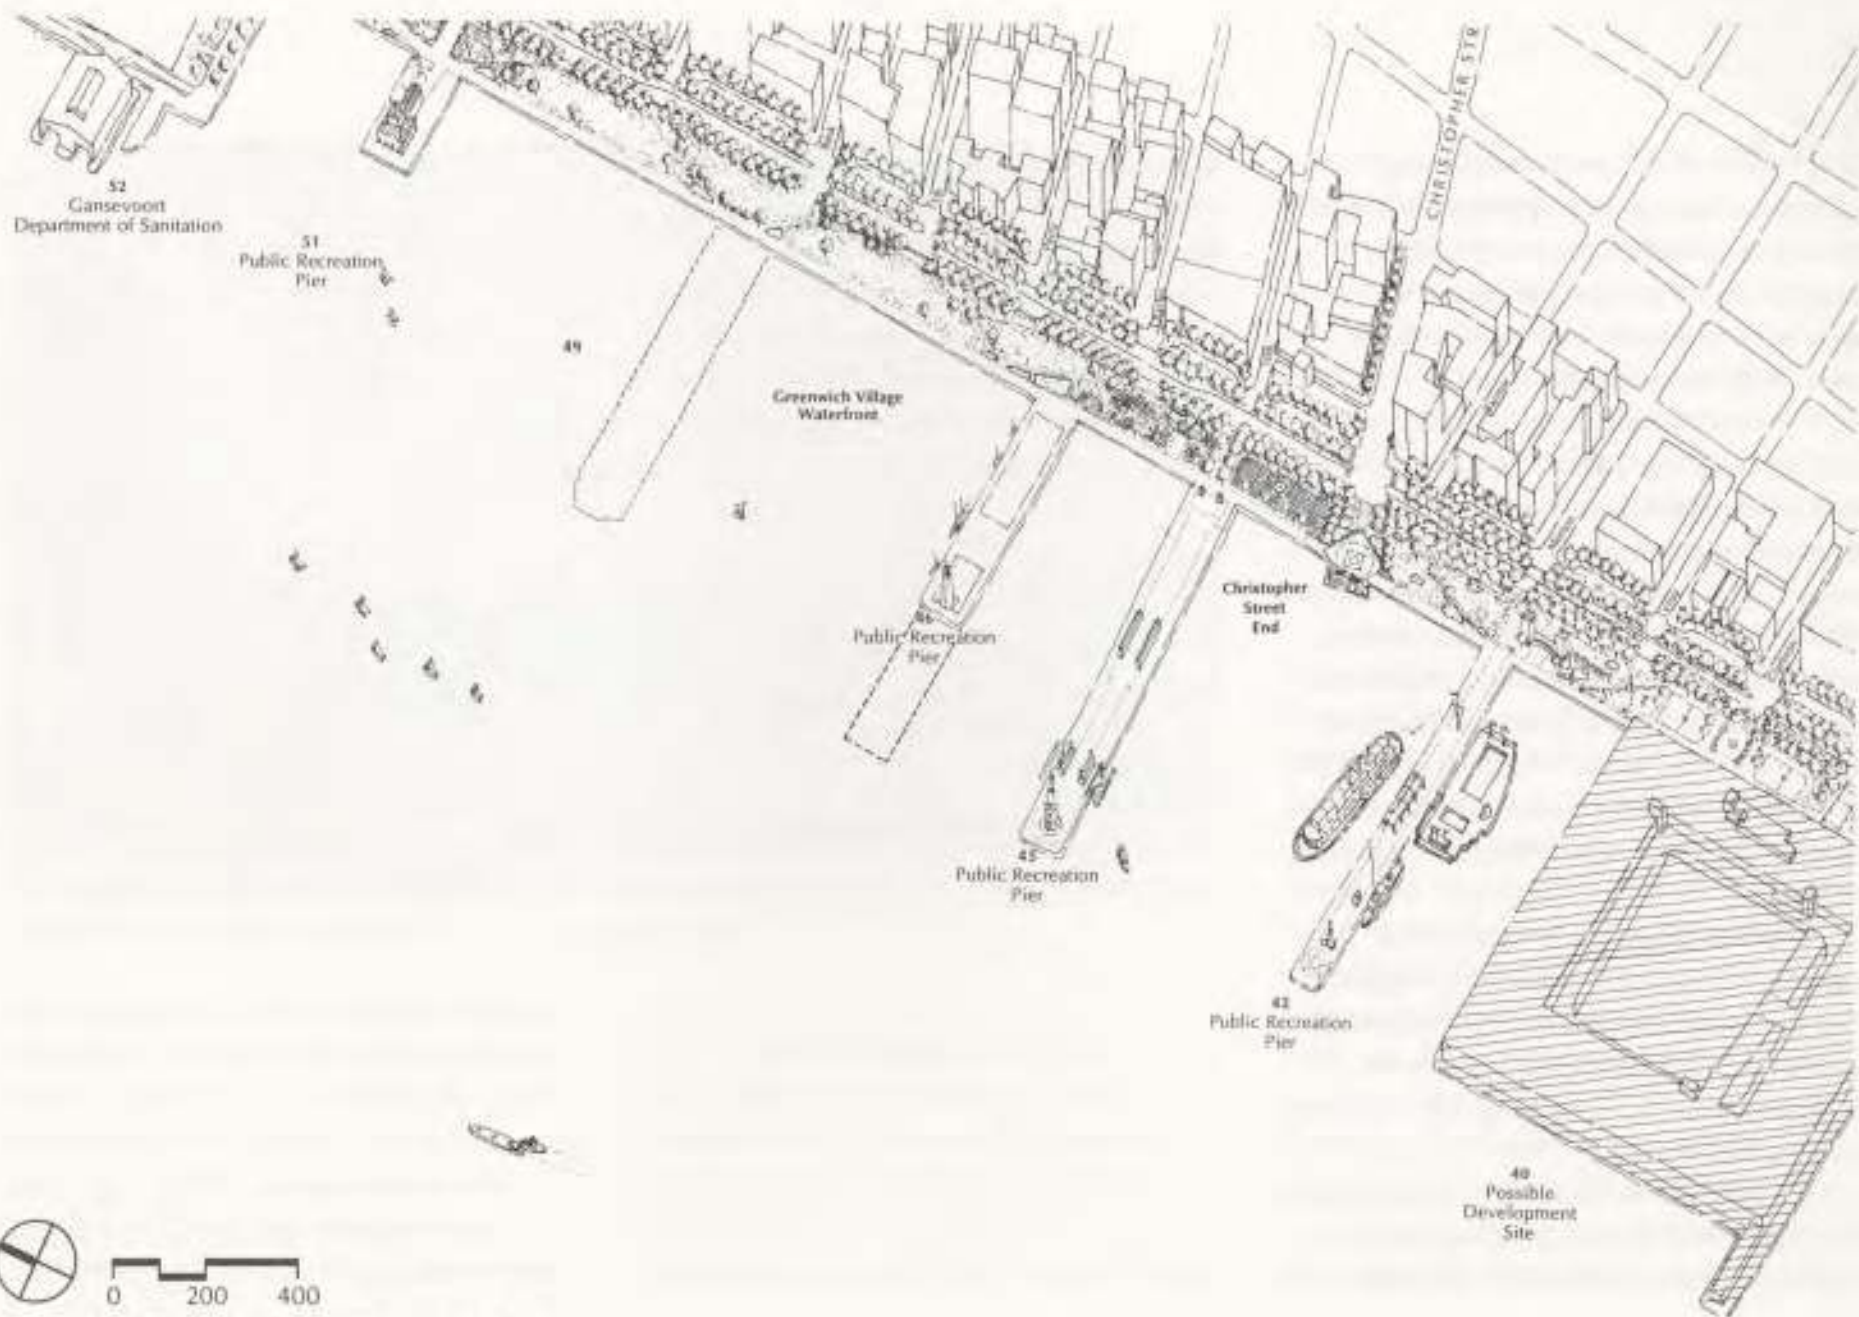 CHRISTOPHER STR
52
Gansevoort
Department of Sanitation
51
Public Recreation
Pier
49
Greenwich Village
Waterfront
46
Public Recreation
Pier
Christopher
Street
End
45
Public Recreation
Pier
42
Public Recreation
Pier
40
Possible
Development
Site
0 200 400